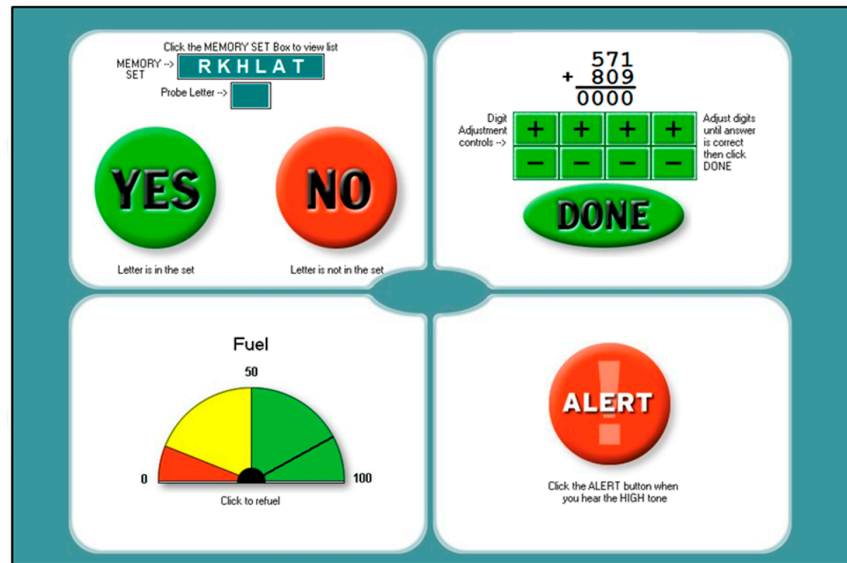 Click the MEMORY SET Box to view list
MEMORY -->
SET
R K H L A T
Probe Letter -->
YES
NO
Letter is in the set
Letter is not in the set
571
+ 809
0000
Digit
Adjustment
controls -->
+ + + +
− − − −
Adjust digits
until answer
is correct
then click
DONE
DONE
Fuel
50
0
100
Click to refuel
!
ALERT
Click the ALERT button when
you hear the HIGH tone